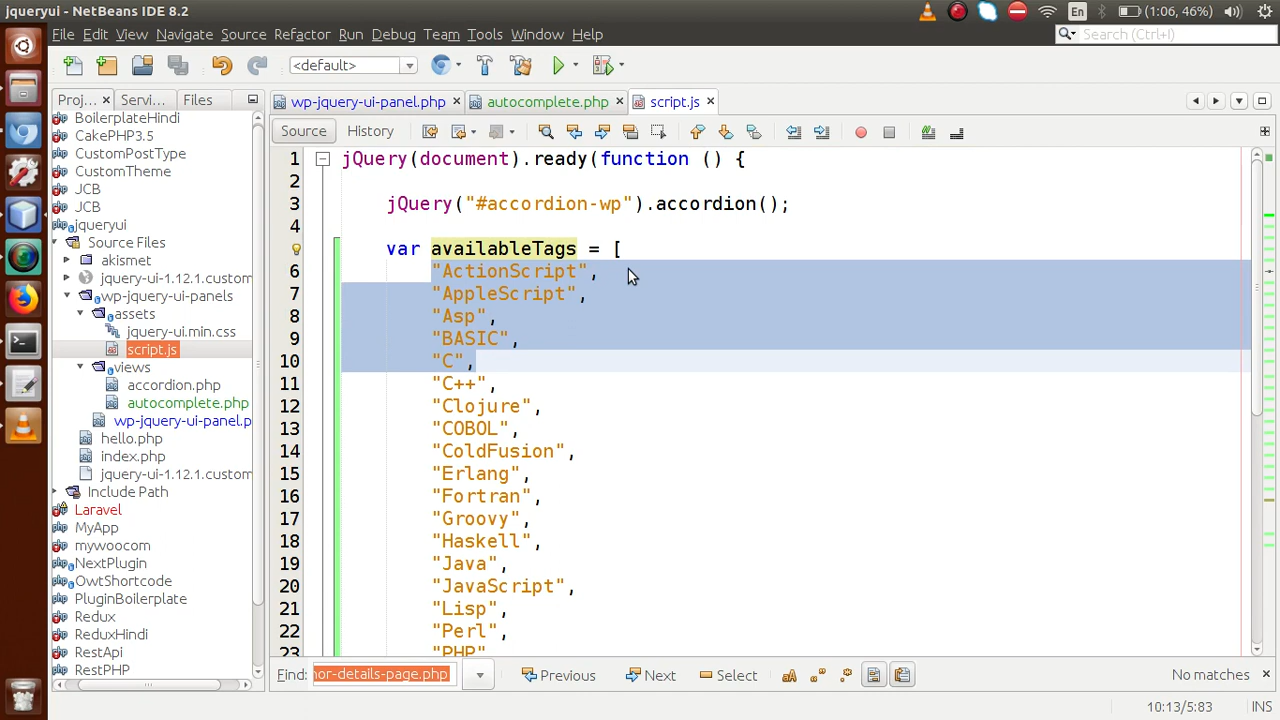 jqueryui - NetBeans IDE 8.2
En
(1:06, 46%)
File Edit View Navigate Source Refactor Run Debug Team Tools Window Help
Search (Ctrl+I)
<default>
Proj...
Servi...
Files
wp-jquery-ui-panel.php
autocomplete.php
script.js
BoilerplateHindi
CakePHP3.5
CustomPostType
CustomTheme
JCB
JCB
jqueryui
Source Files
akismet
jquery-ui-1.12.1.custom
wp-jquery-ui-panels
assets
jquery-ui.min.css
script.js
views
accordion.php
autocomplete.php
wp-jquery-ui-panel.p
hello.php
index.php
jquery-ui-1.12.1.custom
Include Path
Laravel
MyApp
mywoocom
NextPlugin
OwtShortcode
PluginBoilerplate
Redux
ReduxHindi
RestApi
RestPHP
Source History
1 jQuery(document).ready(function () {
2
3 jQuery("#accordion-wp").accordion();
4
var availableTags = [
6 "ActionScript",
7 "AppleScript",
8 "Asp",
9 "BASIC",
10 "C",
11 "C++",
12 "Clojure",
13 "COBOL",
14 "ColdFusion",
15 "Erlang",
16 "Fortran",
17 "Groovy",
18 "Haskell",
19 "Java",
20 "JavaScript",
21 "Lisp",
22 "Perl",
23 "PHP"
Find: nor-details-page.php
Previous
Next
Select
No matches
10:13/5:83
INS